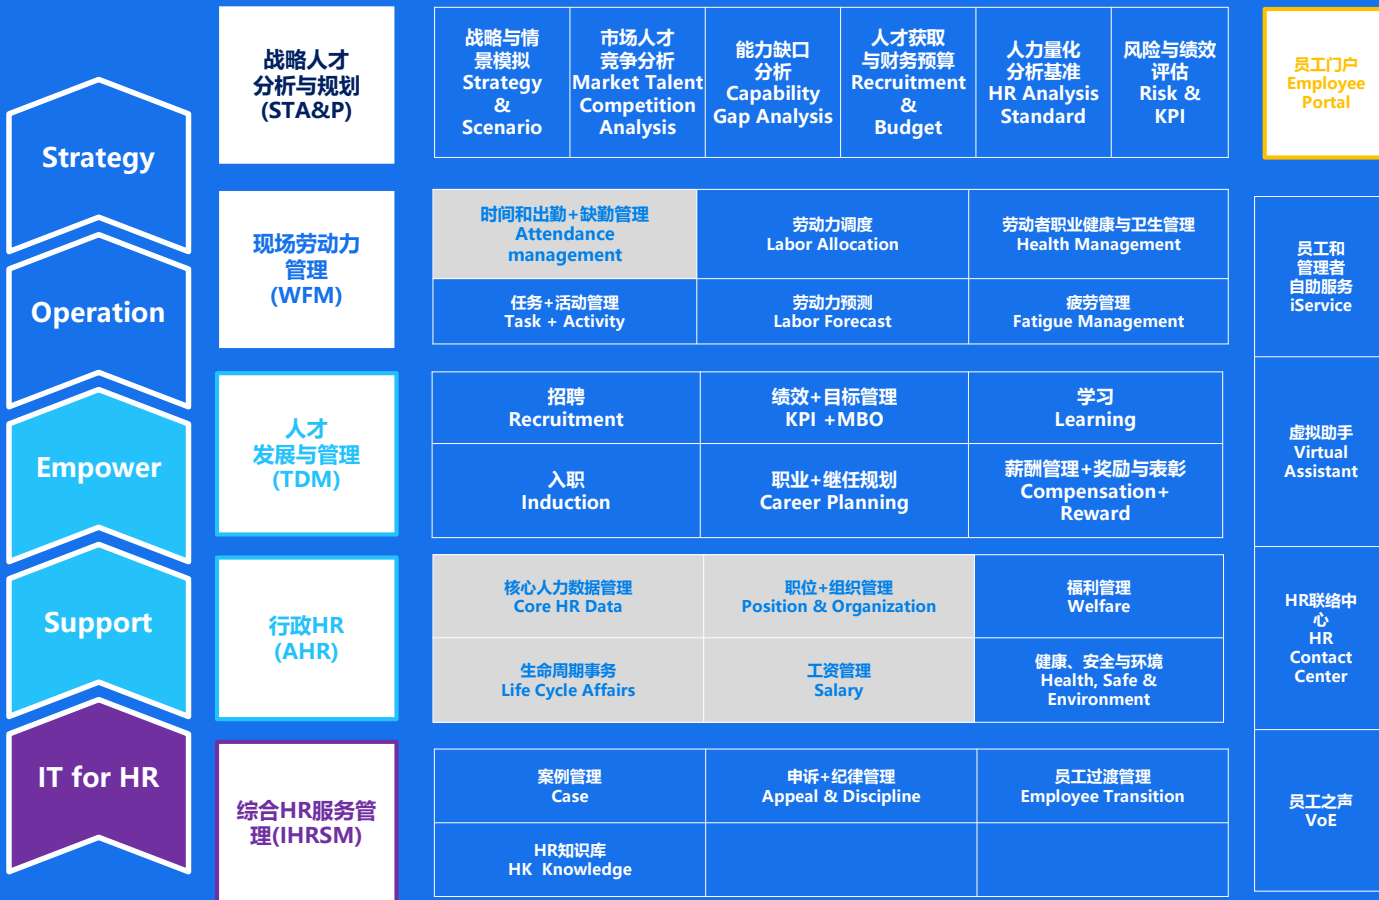 Strategy
Operation
Empower
Support
IT for HR
战略人才
分析与规划
(STA&P)
战略与情
景模拟
Strategy
&
Scenario
市场人才
竞争分析
Market Talent
Competition
Analysis
能力缺口
分析
Capability
Gap Analysis
人才获取
与财务预算
Recruitment
&
Budget
人力量化
分析基准
HR Analysis
Standard
风险与绩效
评估
Risk &
KPI
现场劳动力
管理
(WFM)
时间和出勤+缺勤管理
Attendance
management
劳动力调度
Labor Allocation
劳动者职业健康与卫生管理
Health Management
任务+活动管理
Task + Activity
劳动力预测
Labor Forecast
疲劳管理
Fatigue Management
人才
发展与管理
(TDM)
招聘
Recruitment
绩效+目标管理
KPI +MBO
学习
Learning
入职
Induction
职业+继任规划
Career Planning
薪酬管理+奖励与表彰
Compensation+
Reward
行政HR
(AHR)
核心人力数据管理
Core HR Data
职位+组织管理
Position & Organization
福利管理
Welfare
生命周期事务
Life Cycle Affairs
工资管理
Salary
健康、安全与环境
Health, Safe &
Environment
综合HR服务管
理(IHRSM)
案例管理
Case
申诉+纪律管理
Appeal & Discipline
员工过渡管理
Employee Transition
HR知识库
HK  Knowledge
员工门户
Employee
Portal
员工和
管理者
自助服务
iService
虚拟助手
Virtual
Assistant
HR联络中
心
HR
Contact
Center
员工之声
VoE